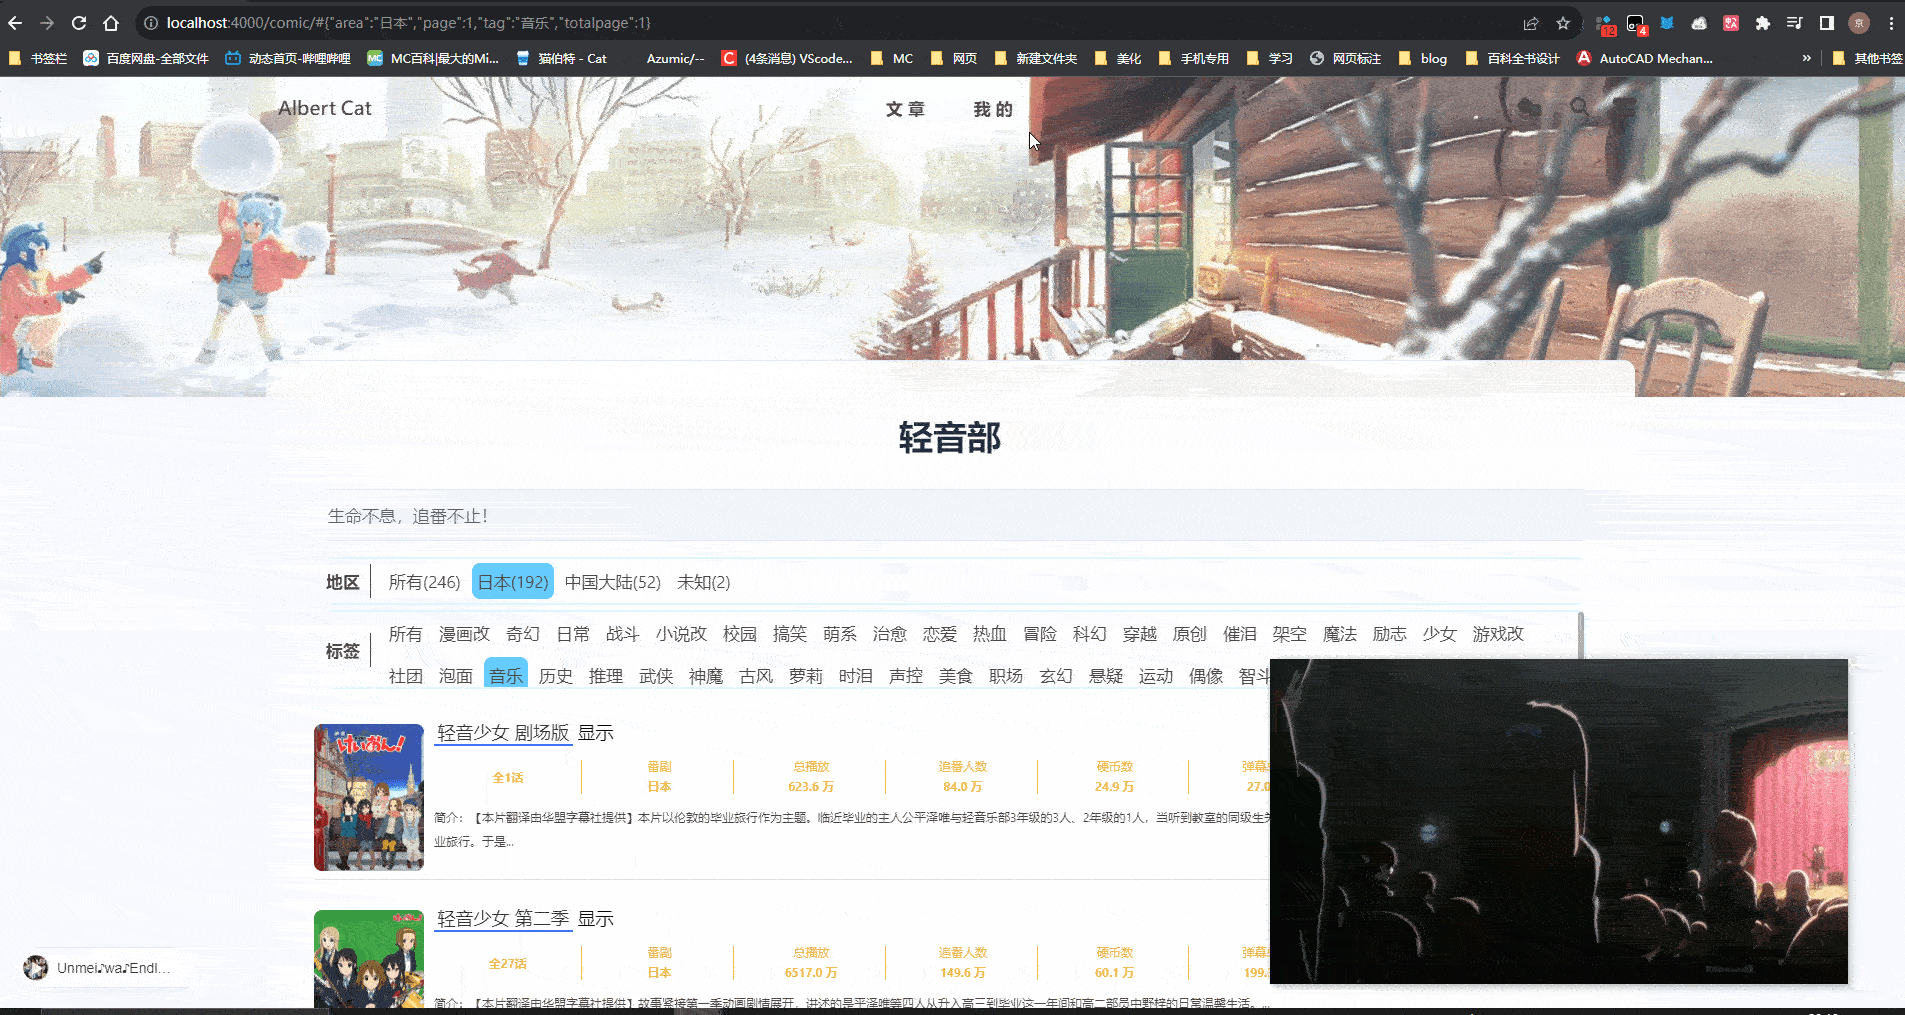 localhost:4000/comic/#{"area":"日本","page":1,"tag":"音乐","totalpage":1}
12
4
京
书签栏 百度网盘-全部文件 动态首页-哔哩哔哩 MC百科|最大的Mi... 猫伯特 - Cat Azumic/-- (4条消息) VScode... MC 网页 新建文件夹 美化 手机专用 学习 网页标注 blog 百科全书设计 AutoCAD Mechan... » 其他书签
Albert Cat 文章 我的
轻音部
生命不息，追番不止！
地区 所有(246) 日本(192) 中国大陆(52) 未知(2)
标签 所有 漫画改 奇幻 日常 战斗 小说改 校园 搞笑 萌系 治愈 恋爱 热血 冒险 科幻 穿越 原创 催泪 架空 魔法 励志 少女 游戏改
社团 泡面 音乐 历史 推理 武侠 神魔 古风 萝莉 时泪 声控 美食 职场 玄幻 悬疑 运动 偶像 智斗
けいおん!
轻音少女 剧场版 显示
全1话 番剧 总播放 追番人数 硬币数 弹幕
日本 623.6 万 84.0 万 24.9 万 27.0
简介：【本片翻译由华盟字幕社提供】本片以伦敦的毕业旅行作为主题。临近毕业的主人公平泽唯与轻音乐部3年级的3人、2年级的1人，当听到教室的同级生
业旅行。于是...
轻音少女 第二季 显示
全27话 番剧 总播放 追番人数 硬币数 弹幕
日本 6517.0 万 149.6 万 60.1 万 199.
简介：【本片翻译由华盟字幕社提供】故事紧接第一季动画剧情展开，讲述的是平泽唯等四人从升入高三到毕业这一年间和高二部员中野梓的日常温馨生活。...
Unmei♪wa♪Endl...